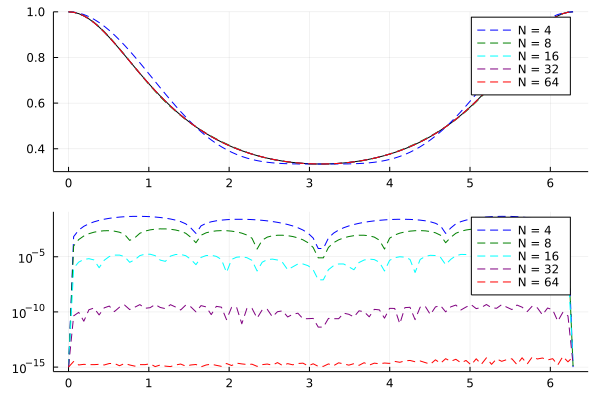 1.0
0.8
0.6
0.4
0 1 2 3 4 5 6
N = 4
N = 8
N = 16
N = 32
N = 64
10⁻⁵
10⁻¹⁰
10⁻¹⁵
0 1 2 3 4 5 6
N = 4
N = 8
N = 16
N = 32
N = 64